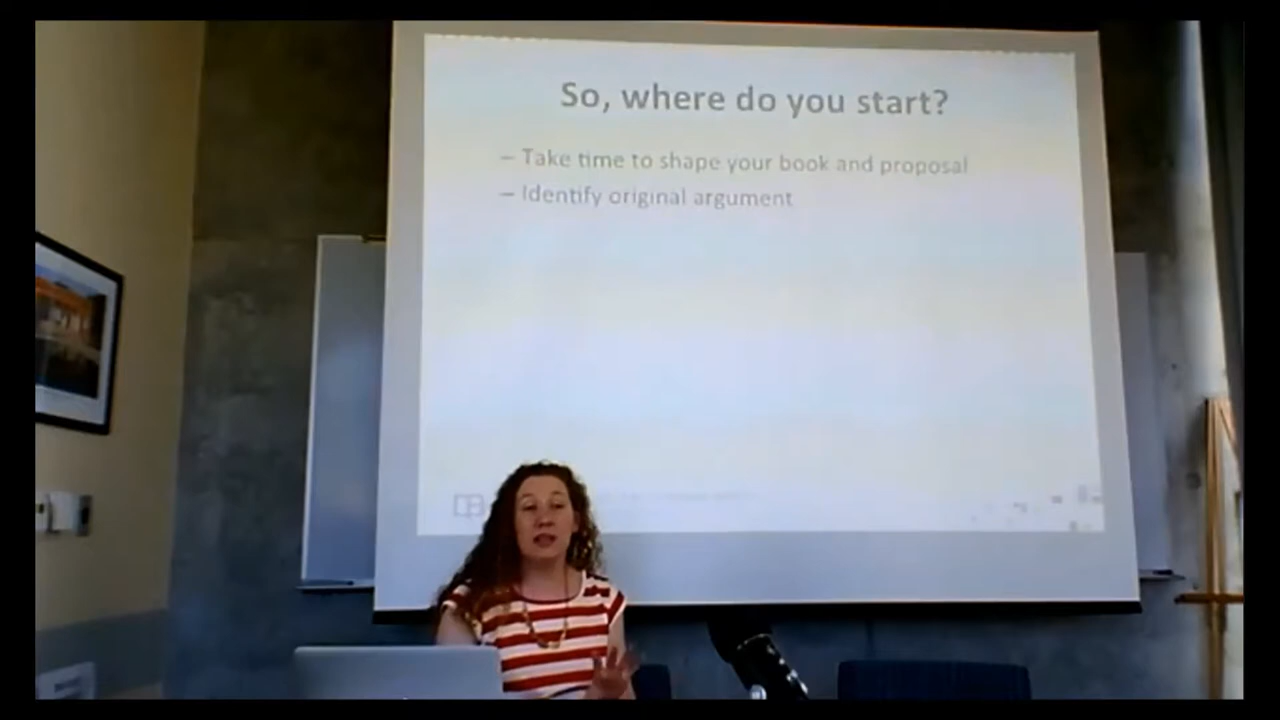 So, where do you start?
– Take time to shape your book and proposal
– Identify original argument